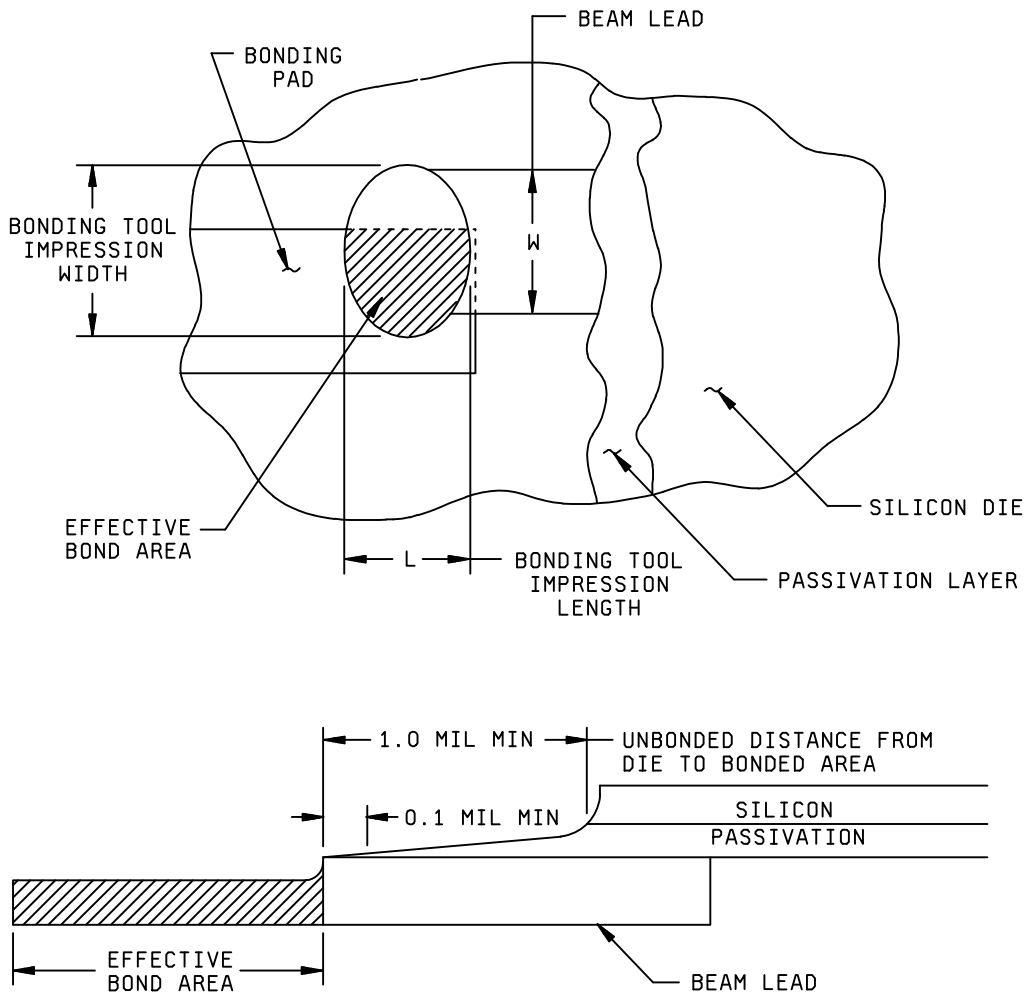 BEAM LEAD
BONDING
PAD
BONDING TOOL
IMPRESSION
WIDTH
W
EFFECTIVE
BOND AREA
L
BONDING TOOL
IMPRESSION
LENGTH
SILICON DIE
PASSIVATION LAYER
1.0 MIL MIN
UNBONDED DISTANCE FROM
DIE TO BONDED AREA
0.1 MIL MIN
SILICON
PASSIVATION
EFFECTIVE
BOND AREA
BEAM LEAD